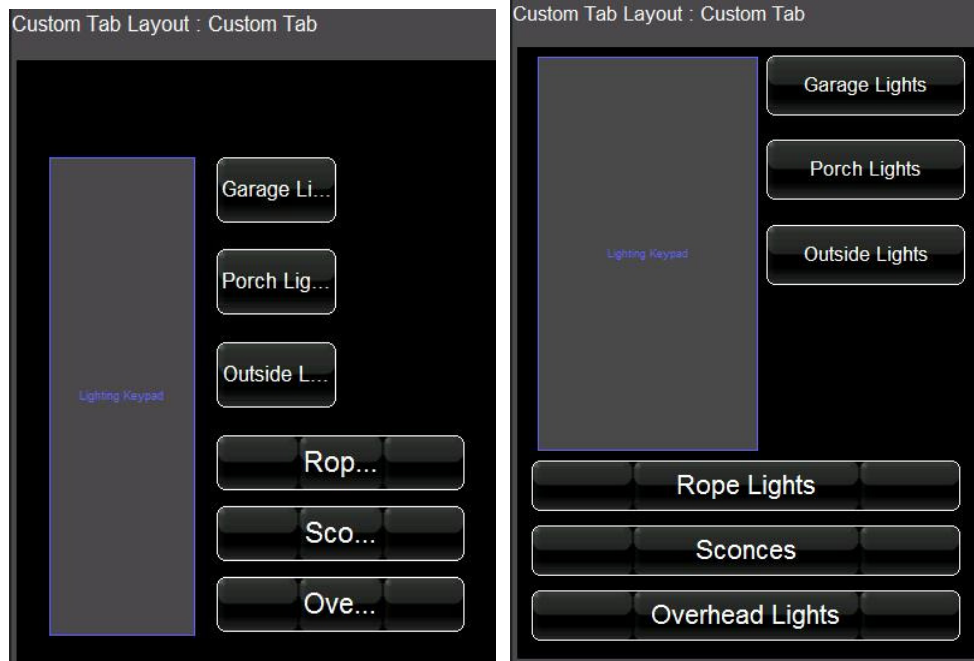 Custom Tab Layout : Custom Tab
Garage Li...
Porch Lig...
Outside L...
Lighting Keypad
Rop...
Sco...
Ove...
Custom Tab Layout : Custom Tab
Garage Lights
Porch Lights
Lighting Keypad
Outside Lights
Rope Lights
Sconces
Overhead Lights